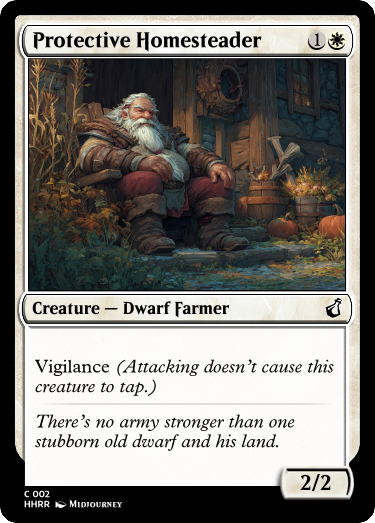 Protective Homesteader 1
Creature — Dwarf Farmer
Vigilance (Attacking doesn't cause this
creature to tap.)
There's no army stronger than one
stubborn old dwarf and his land.
2/2
C 002
HHRR Midjourney